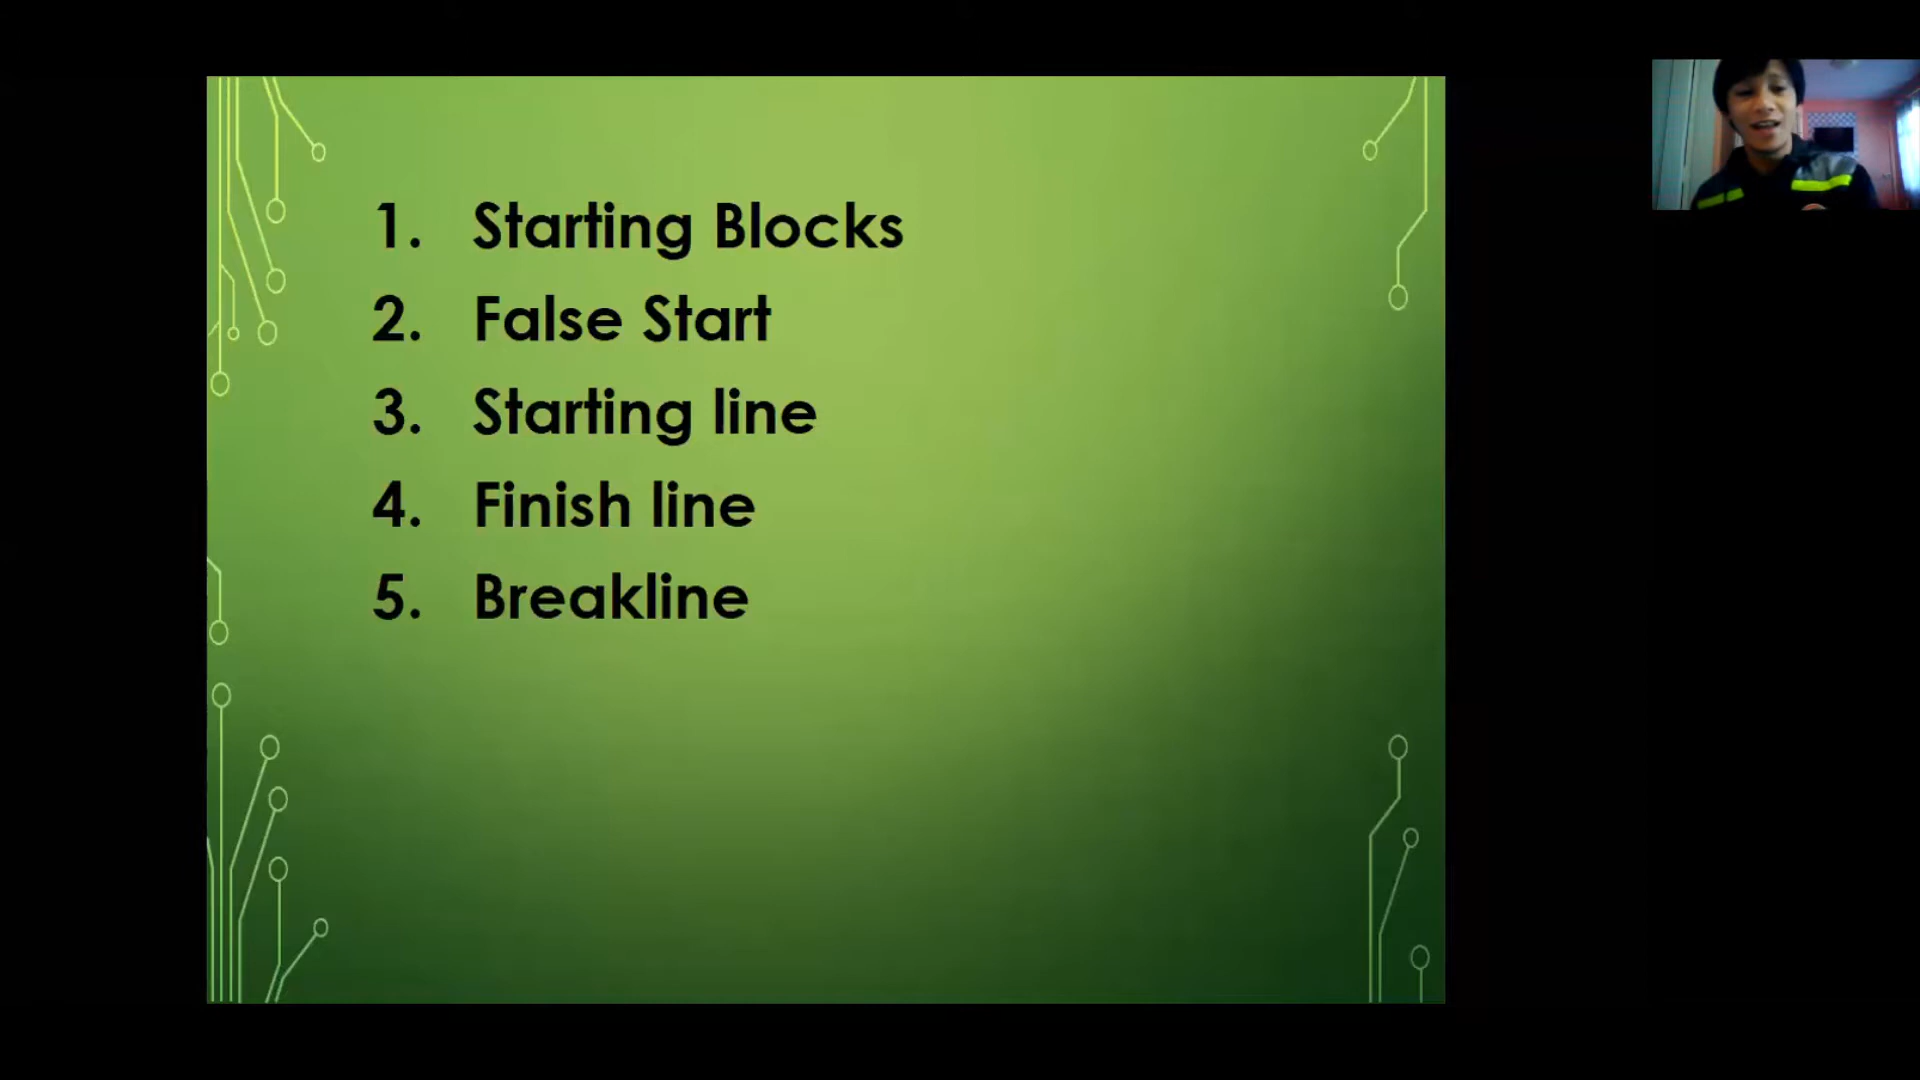 1. Starting Blocks
2. False Start
3. Starting line
4. Finish line
5. Breakline